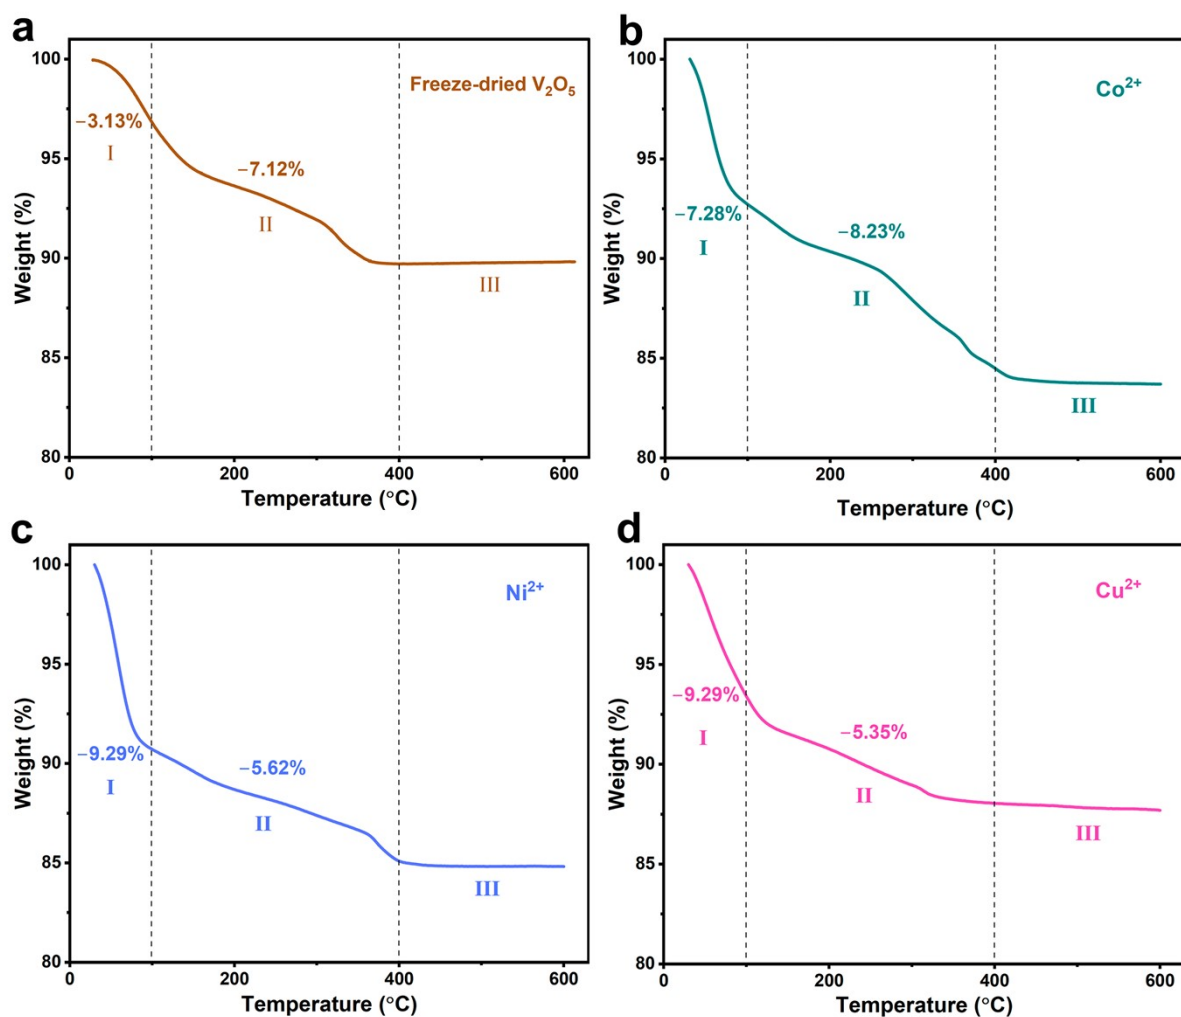 a
Freeze-dried V₂O₅
−3.13%
I
−7.12%
II
III
100
95
90
85
80
0
200
400
600
Weight (%)
Temperature (°C)
b
Co²⁺
−7.28%
I
−8.23%
II
III
100
95
90
85
80
0
200
400
600
Weight (%)
Temperature (°C)
c
Ni²⁺
−9.29%
I
−5.62%
II
III
100
95
90
85
80
0
200
400
600
Weight (%)
Temperature (°C)
d
Cu²⁺
−9.29%
I
−5.35%
II
III
100
95
90
85
80
0
200
400
600
Weight (%)
Temperature (°C)